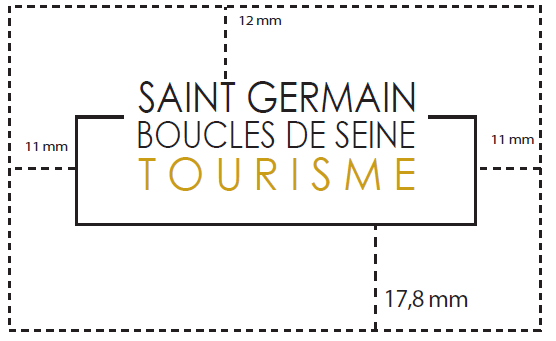 12 mm
SAINT GERMAIN
BOUCLES DE SEINE
TOURISME
11 mm
11 mm
17,8 mm